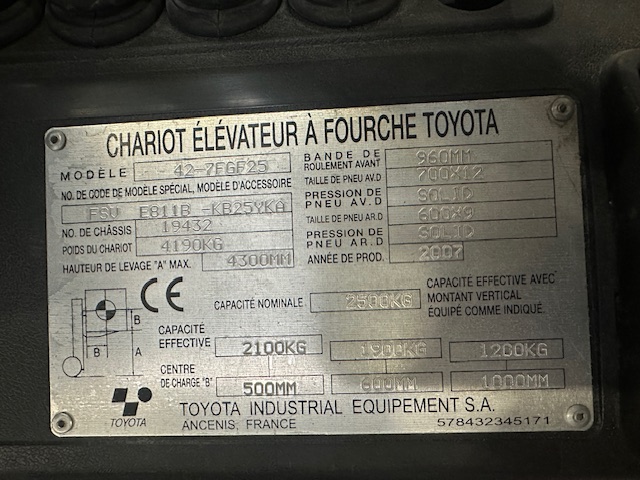 CHARIOT ÉLÉVATEUR À FOURCHE TOYOTA
MODÈLE 42-7FGF25
NO. DE CODE DE MODÈLE SPÉCIAL, MODÈLE D'ACCESSOIRE
FSV E811B -KB25YKA
NO. DE CHÂSSIS 19432
POIDS DU CHARIOT 4190KG
HAUTEUR DE LEVAGE "A" MAX. 4300MM
BANDE DE ROULEMENT AVANT 960MM
TAILLE DE PNEU AV.D 700X12
PRESSION DE PNEU AV.D SOLID
TAILLE DE PNEU AR.D 600X9
PRESSION DE PNEU AR.D SOLID
ANNÉE DE PROD. 2007
CE
CAPACITÉ NOMINALE 2500KG
CAPACITÉ EFFECTIVE AVEC
MONTANT VERTICAL
ÉQUIPÉ COMME INDIQUÉ.
B
B A
CAPACITÉ EFFECTIVE 2100KG 1900KG 1200KG
CENTRE DE CHARGE "B" 500MM 600MM 1000MM
TOYOTA
TOYOTA INDUSTRIAL EQUIPEMENT S.A.
ANCENIS, FRANCE
578432345171